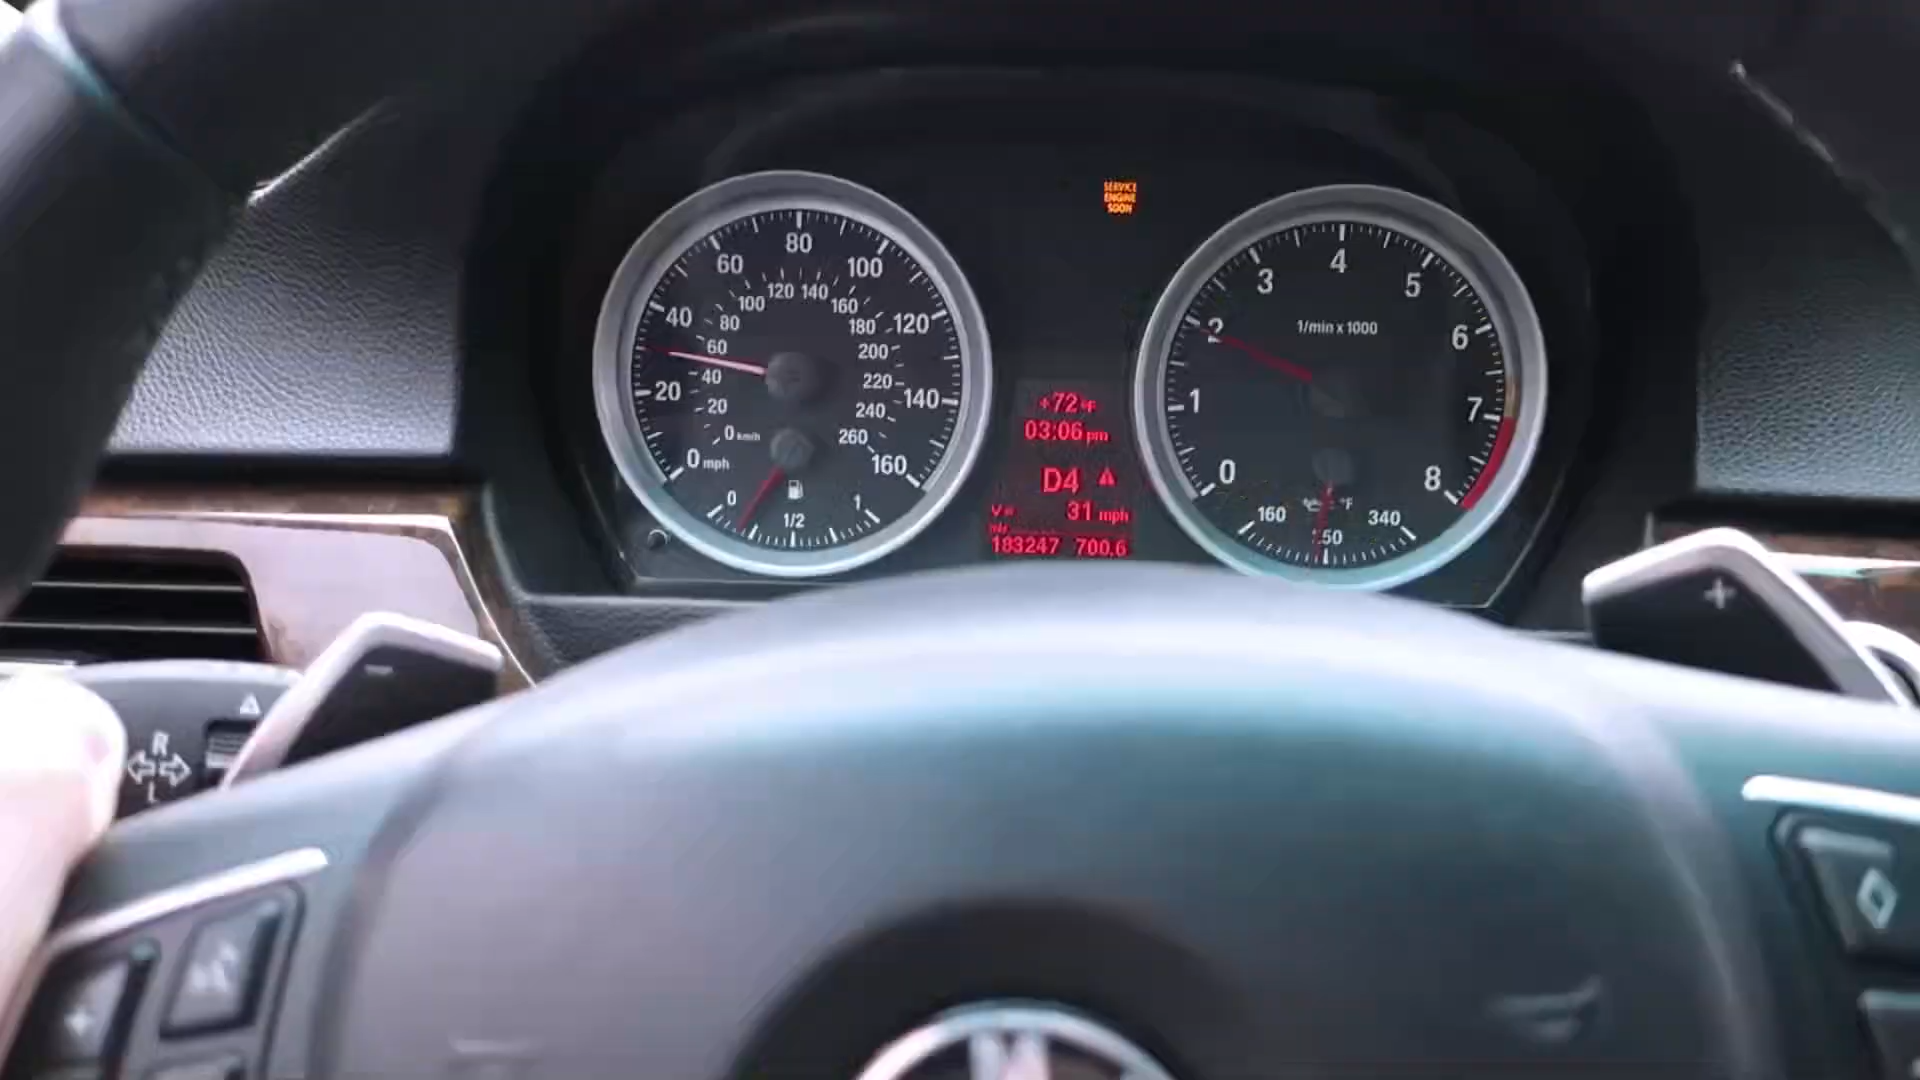 SERVICE
ENGINE
SOON
0 mph
20
40
60
80
100
120
140
160
0 km/h
20
40
60
80
100
120
140
160
180
200
220
240
260
0
1/2
1
+72°F
03:06 pm
D4
V=
31 mph
183247 700.6
0
1
2
3
4
5
6
7
8
1/min x 1000
160
°F
340
-
+
R
L